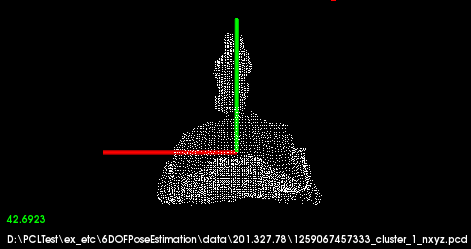 42.6923
D:\PCLTest\ex_etc\6DOFPoseEstimation\data\201.327.78\1259067457333_cluster_1_nxyz.pcd